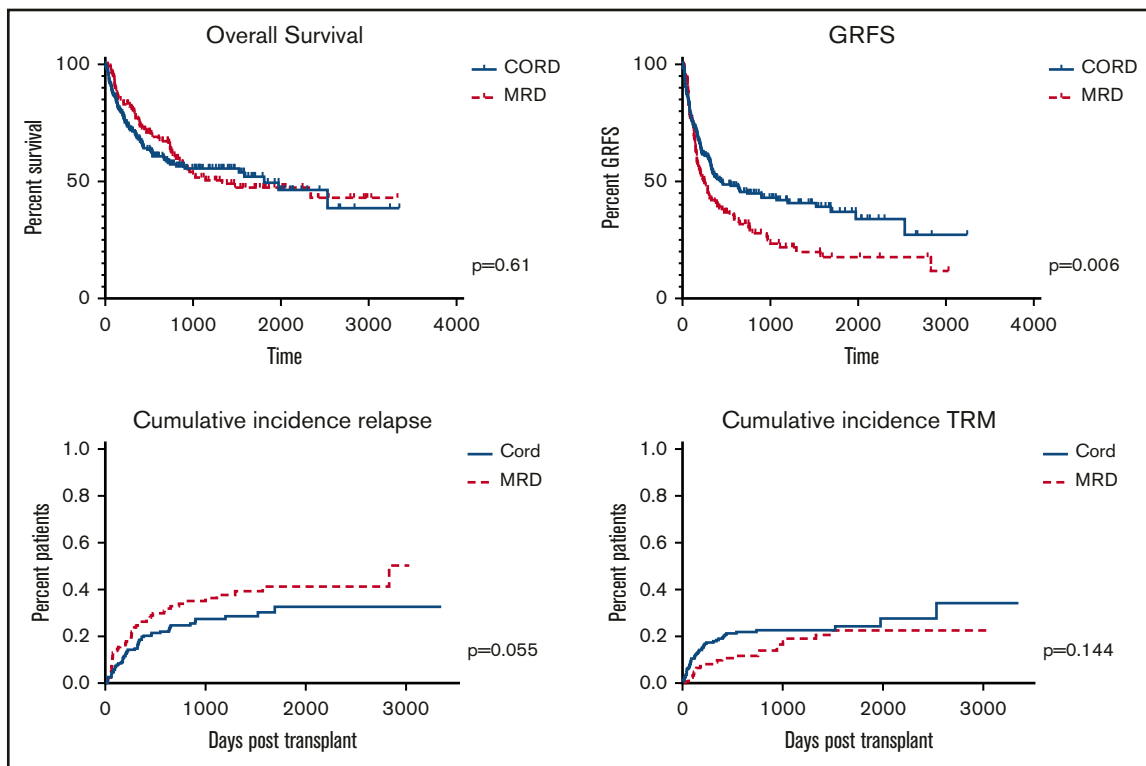 Overall Survival
CORD
MRD
Percent survival
100
50
0
p=0.61
0 1000 2000 3000 4000
Time
GRFS
CORD
MRD
Percent GRFS
100
50
0
p=0.006
0 1000 2000 3000 4000
Time
Cumulative incidence relapse
Cord
MRD
Percent patients
1.0
0.8
0.6
0.4
0.2
0.0
p=0.055
0 1000 2000 3000
Days post transplant
Cumulative incidence TRM
Cord
MRD
Percent patients
1.0
0.8
0.6
0.4
0.2
0.0
p=0.144
0 1000 2000 3000
Days post transplant